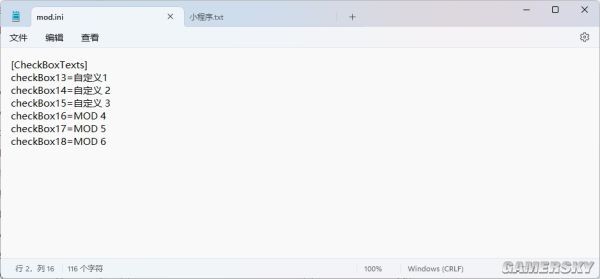 mod.ini
小程序.txt
文件 编辑 查看
[CheckBoxTexts]
checkBox13=自定义1
checkBox14=自定义 2
checkBox15=自定义 3
checkBox16=MOD 4
checkBox17=MOD 5
checkBox18=MOD 6
行 2，列 16 116 个字符 100% Windows (CRLF)
GAMERSKY